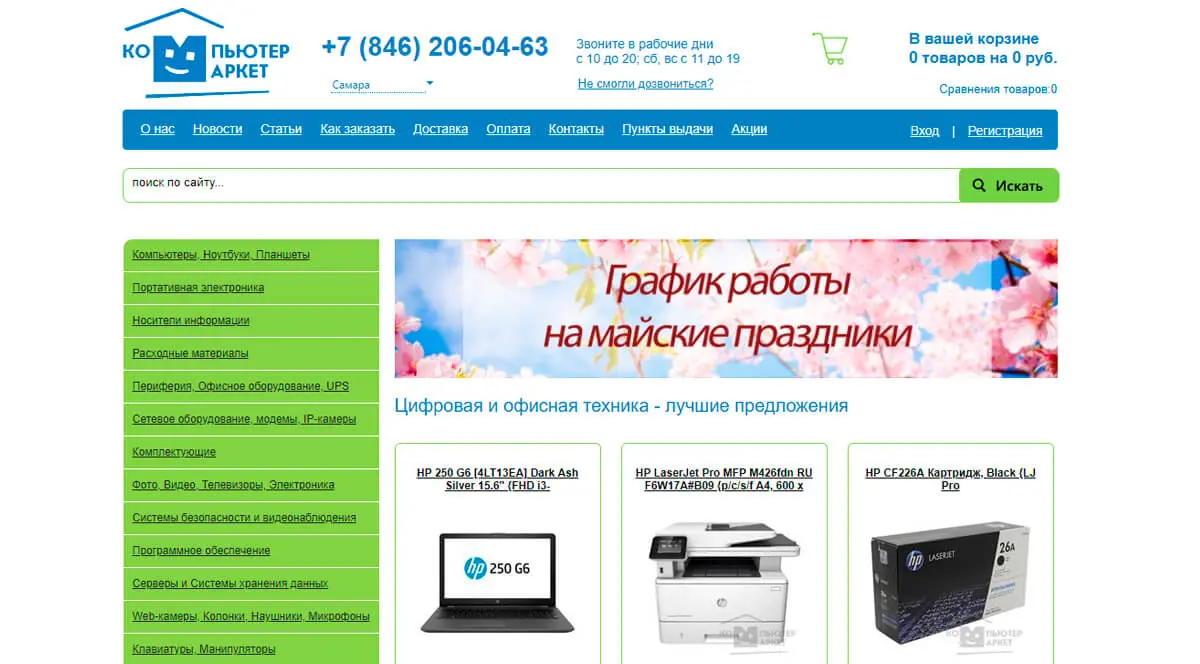 КО ПЬЮТЕР
АРКЕТ
+7 (846) 206-04-63
Самара
Звоните в рабочие дни
с 10 до 20; сб, вс с 11 до 19
Не смогли дозвониться?
В вашей корзине
0 товаров на 0 руб.
Сравнения товаров:0
О нас Новости Статьи Как заказать Доставка Оплата Контакты Пункты выдачи Акции Вход | Регистрация
поиск по сайту...
Искать
Компьютеры, Ноутбуки, Планшеты
Портативная электроника
Носители информации
Расходные материалы
Периферия, Офисное оборудование, UPS
Сетевое оборудование, модемы, IP-камеры
Комплектующие
Фото, Видео, Телевизоры, Электроника
Системы безопасности и видеонаблюдения
Программное обеспечение
Серверы и Системы хранения данных
Web-камеры, Колонки, Наушники, Микрофоны
Клавиатуры, Манипуляторы
График работы
на майские праздники
Цифровая и офисная техника - лучшие предложения
HP 250 G6 [4LT13EA] Dark Ash
Silver 15.6" {FHD i3-
hp 250 G6
HP LaserJet Pro MFP M426fdn RU
F6W17A#B09 {p/c/s/f A4, 600 x
hp
КО ПЬЮТЕР
АРКЕТ
HP CF226A Картридж, Black {LJ
Pro
hp LASERJET
26A
КО ПЬЮТЕР
АРКЕТ